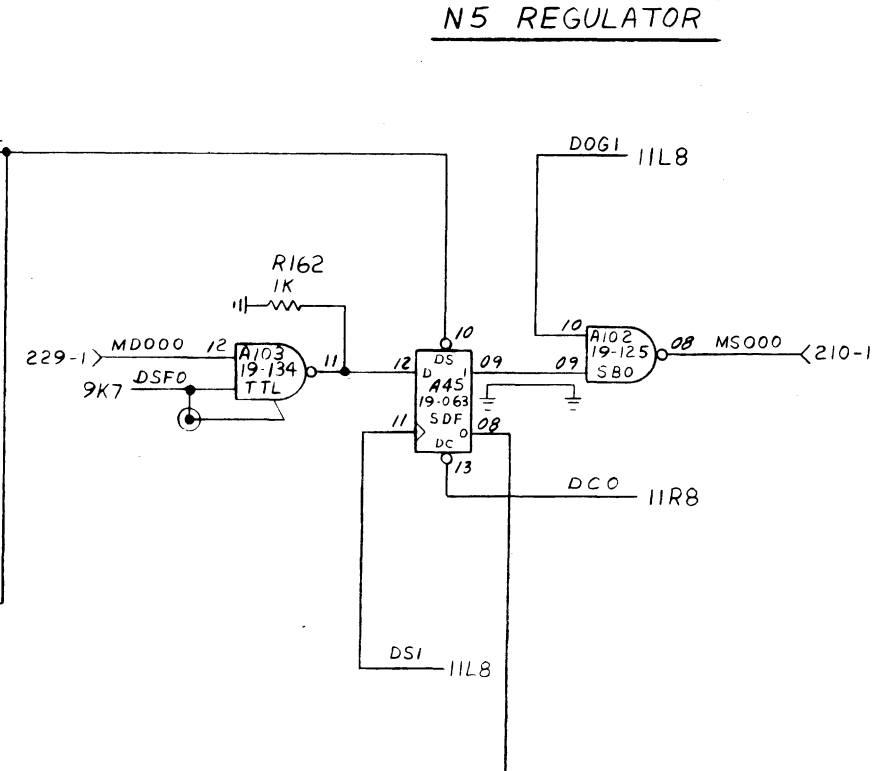 N5 REGULATOR
DOG1
11L8
R162
1K
10
10
A102
19-125
SBO
08
MS000
210-1
229-1
MD000
12
A103
19-134
TTL
11
12
DS
D
1
09
09
9K7
DSF0
A45
19-063
SDF
11
0
08
DC
13
DC0
11R8
DS1
11L8